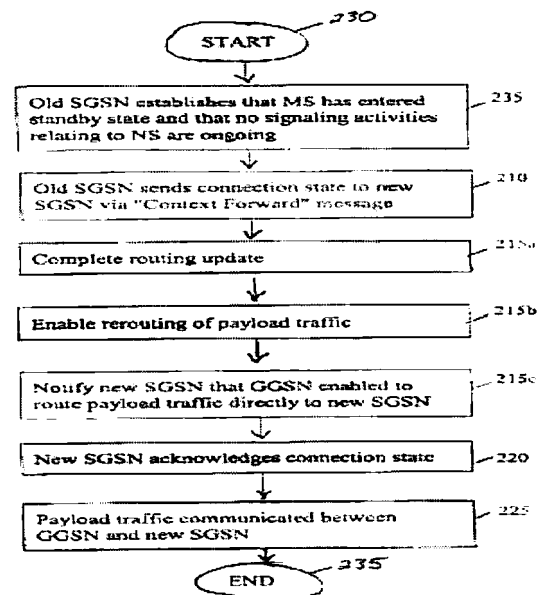 230
START
Old SGSN establishes that MS has entered
standby state and that no signaling activities
relating to NS are ongoing
235
Old SGSN sends connection state to new
SGSN via "Context Forward" message
210
Complete routing update
215a
Enable rerouting of payload traffic
215b
Notify new SGSN that GGSN enabled to
route payload traffic directly to new SGSN
215c
New SGSN acknowledges connection state
220
Payload traffic communicated between
GGSN and new SGSN
225
END
235